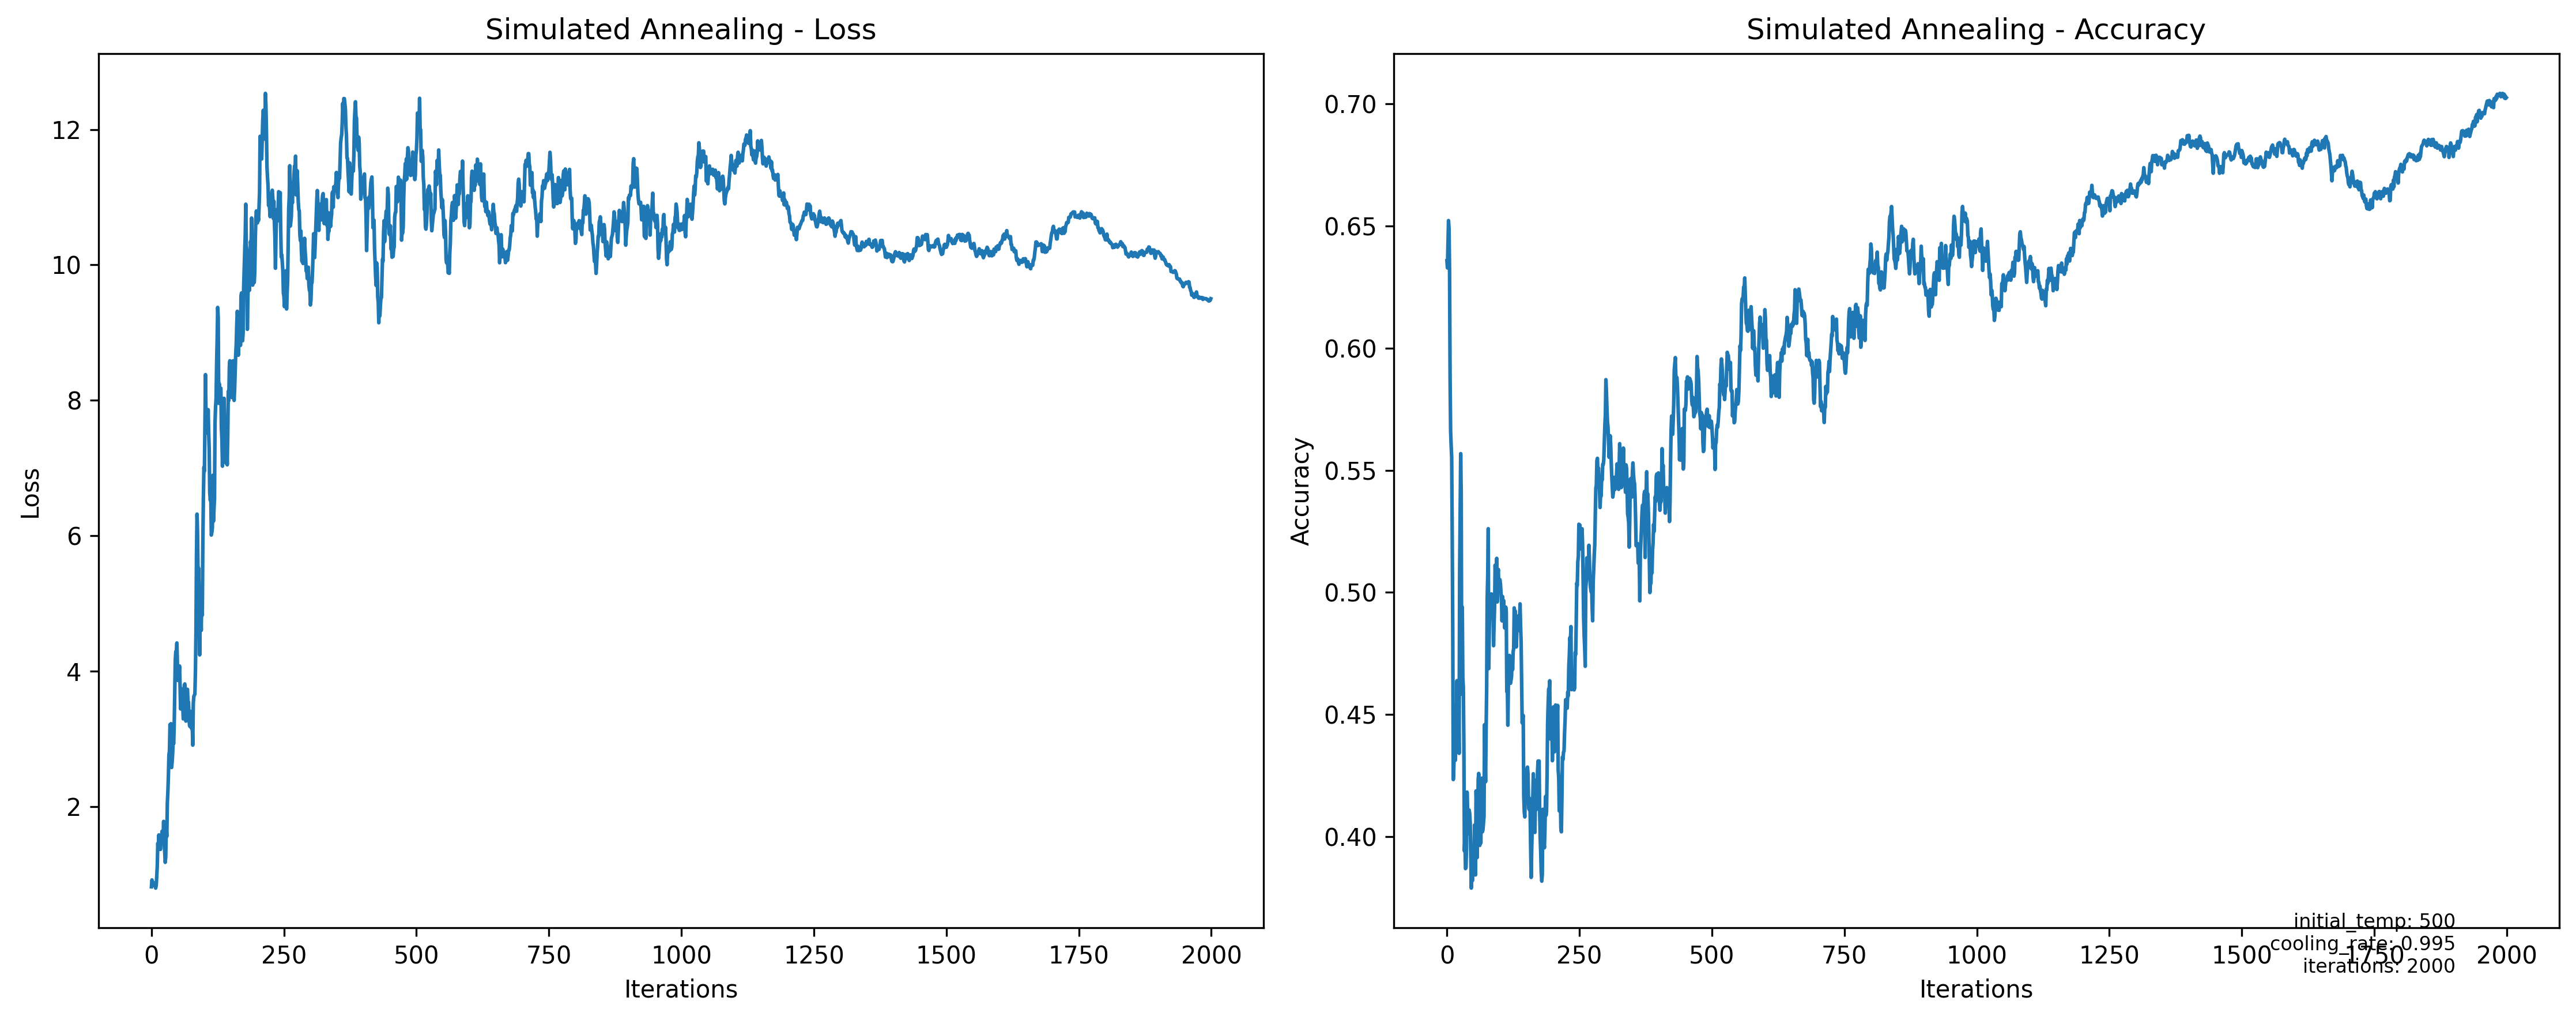 Simulated Annealing - Loss
12
10
8
6
4
2
Loss
0 250 500 750 1000 1250 1500 1750 2000
Iterations
Simulated Annealing - Accuracy
0.70
0.65
0.60
0.55
0.50
0.45
0.40
Accuracy
0 250 500 750 1000 1250 1500 1750 2000
Iterations
initial_temp: 500
cooling_rate: 0.995
iterations: 2000